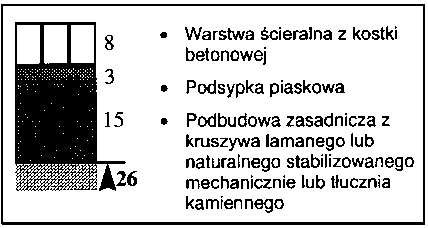 8
3
15
26
• Warstwa ścieralna z kostki
betonowej
• Podsypka piaskowa
• Podbudowa zasadnicza z
kruszywa łamanego lub
naturalnego stabilizowanego
mechanicznie lub tłucznia
kamiennego